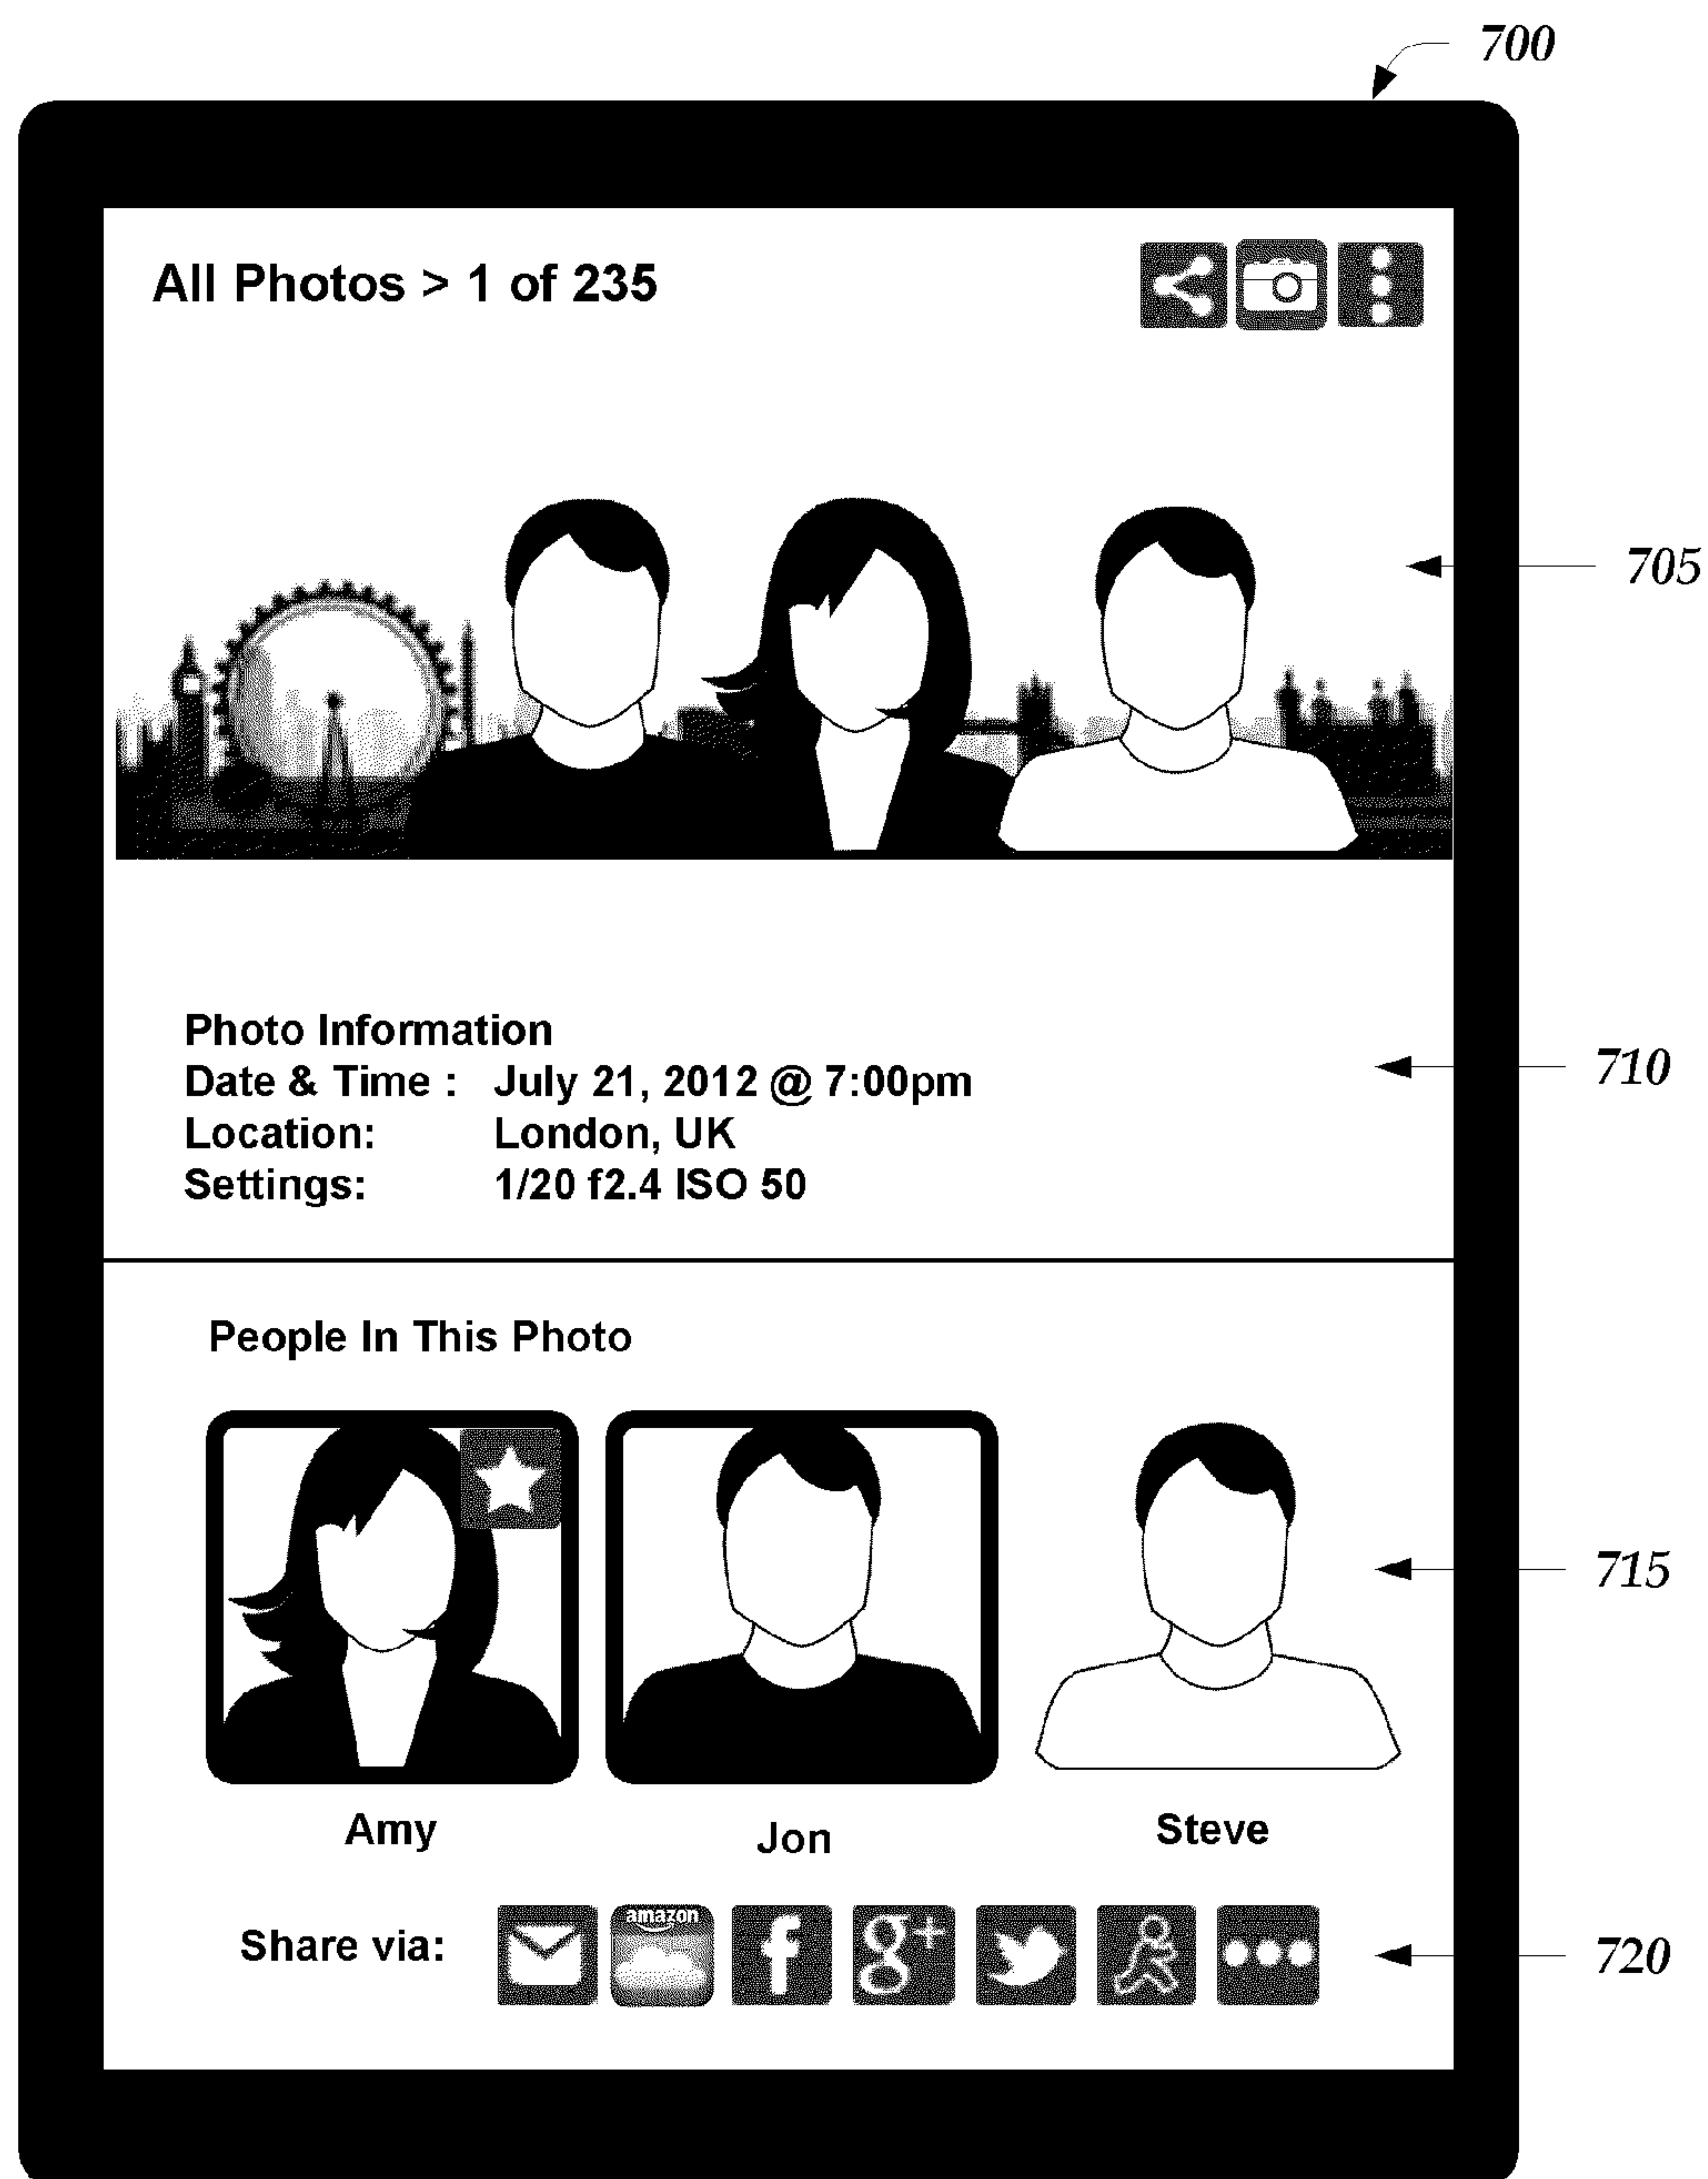 700
All Photos > 1 of 235
705
Photo Information
710
Date & Time : July 21, 2012 @ 7:00pm
Location: London, UK
Settings: 1/20 f2.4 ISO 50
People In This Photo
715
Amy Jon Steve
amazon
Share via: f g+ 720